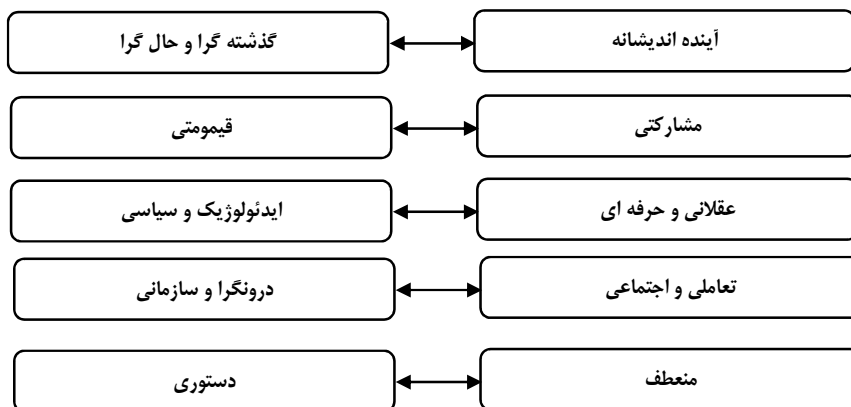 آینده اندیشانه
گذشته گرا و حال گرا
مشارکتی
قیمومتی
عقلانی و حرفه ای
ایدئولوژیک و سیاسی
تعاملی و اجتماعی
درونگرا و سازمانی
منعطف
دستوری